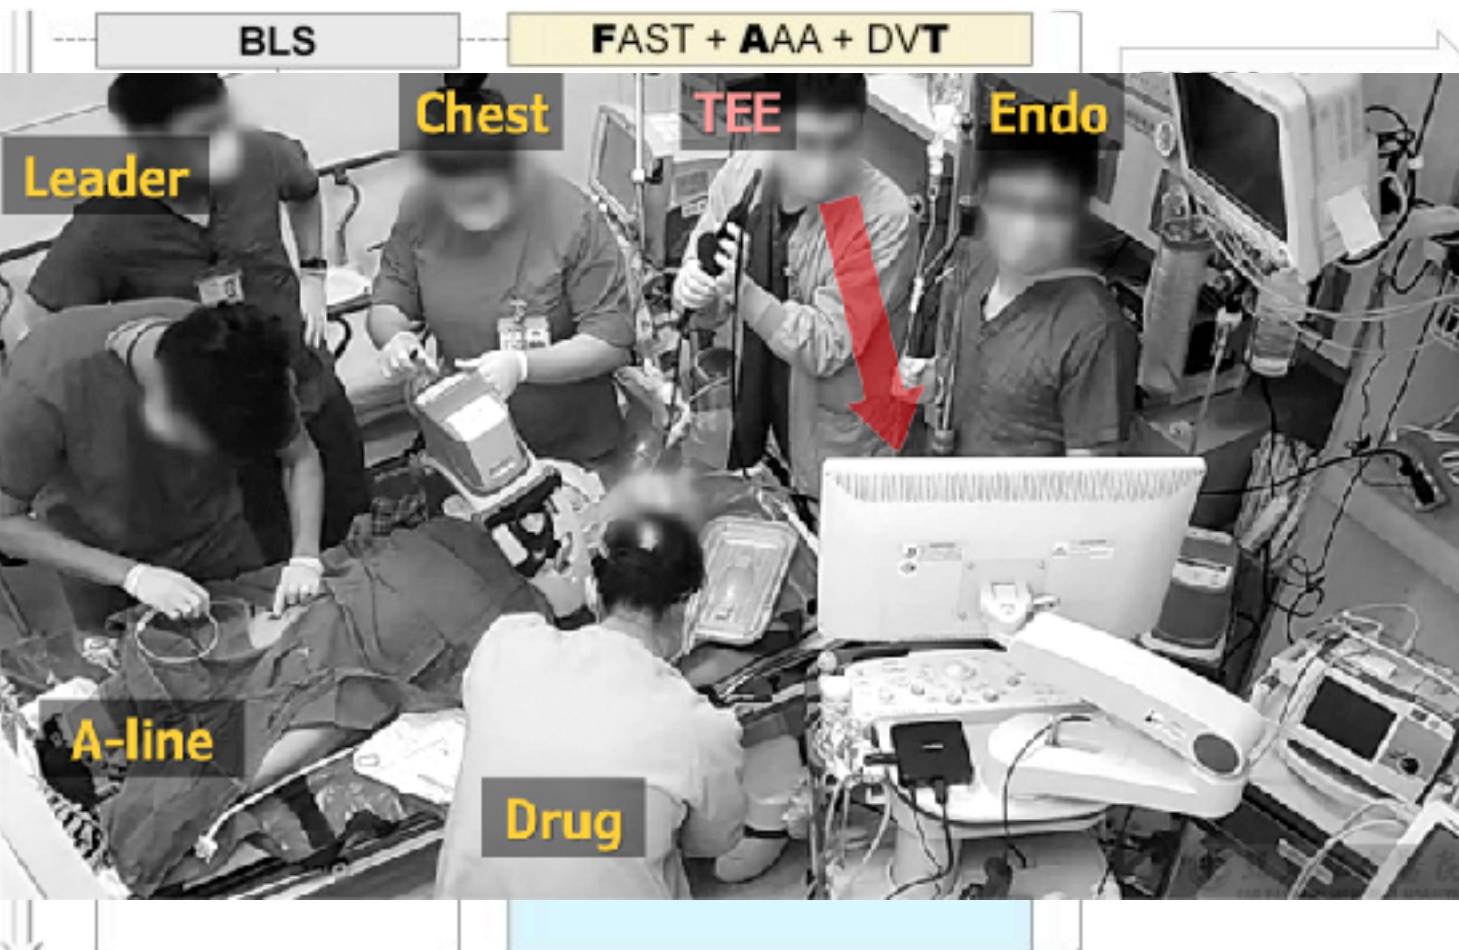 BLS
FAST + AAA + DVT
Leader
Chest
TEE
Endo
A-line
Drug